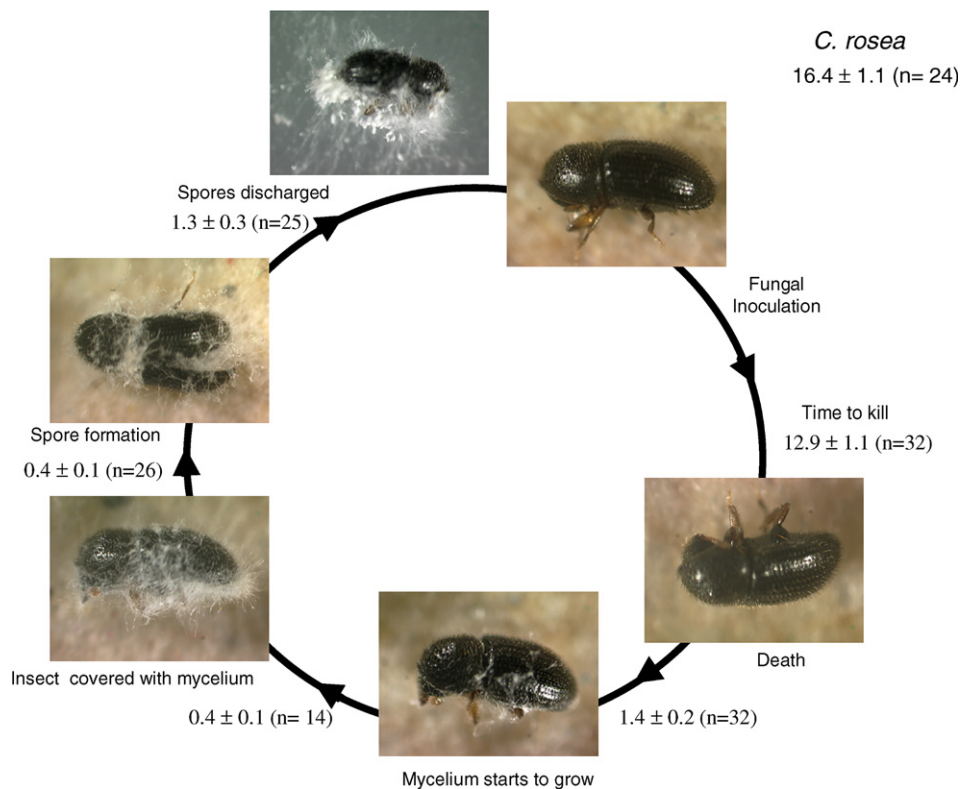 C. rosea
16.4 ± 1.1 (n= 24)
Spores discharged
1.3 ± 0.3 (n=25)
Fungal
Inoculation
Time to kill
12.9 ± 1.1 (n=32)
Death
1.4 ± 0.2 (n=32)
Mycelium starts to grow
0.4 ± 0.1 (n= 14)
Insect covered with mycelium
0.4 ± 0.1 (n=26)
Spore formation